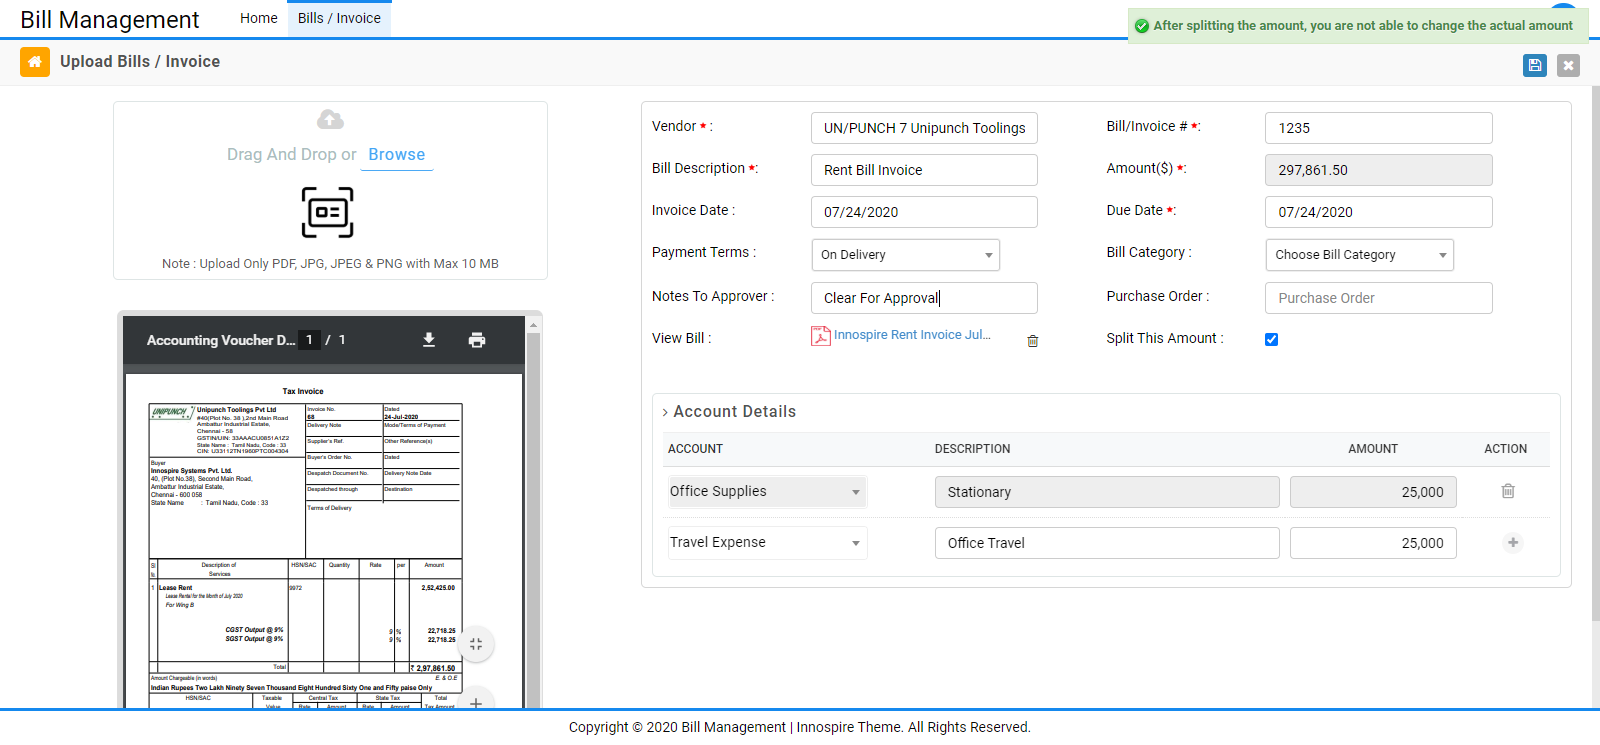 Bill Management
Home
Bills / Invoice
After splitting the amount, you are not able to change the actual amount
Upload Bills / Invoice
Drag And Drop or Browse
Note : Upload Only PDF, JPG, JPEG & PNG with Max 10 MB
Vendor * : UN/PUNCH 7 Unipunch Toolings
Bill/Invoice # *: 1235
Bill Description *: Rent Bill Invoice
Amount($) *: 297,861.50
Invoice Date : 07/24/2020
Due Date *: 07/24/2020
Payment Terms : On Delivery
Bill Category : Choose Bill Category
Notes To Approver : Clear For Approval
Purchase Order : Purchase Order
View Bill : Innospire Rent Invoice Jul...
Split This Amount :
> Account Details
ACCOUNT DESCRIPTION AMOUNT ACTION
Office Supplies Stationary 25,000
Travel Expense Office Travel 25,000
Accounting Voucher D... 1 / 1
Tax Invoice
UNIPUNCH
Unipunch Toolings Pvt Ltd
#40(Plot No. 38 ),2nd Main Road
Ambattur Industrial Estate,
Chennai - 58
GSTIN/UIN: 33AAACU0851A1Z2
State Name : Tamil Nadu, Code : 33
CIN: U33112TN1960PTC004304
Invoice No.
68
Dated
24-Jul-2020
Delivery Note
Mode/Terms of Payment
Supplier's Ref.
Other Reference(s)
Buyer
Innospire Systems Pvt. Ltd.
40, (Plot No.38), Second Main Road,
Ambattur Industrial Estate,
Chennai - 600 058
State Name : Tamil Nadu, Code : 33
Buyer's Order No.
Dated
Despatch Document No.
Delivery Note Date
Despatched through
Destination
Terms of Delivery
Sl
Description of
Services
HSN/SAC
Quantity
Rate
per
Amount
1 Lease Rent 9972 2,52,425.00
Lease Rental for the Month of July 2020
For Wing B
CGST Output @ 9% 9 % 22,718.25
SGST Output @ 9% 9 % 22,718.25
Total ₹ 2,97,861.50
Amount Chargeable (in words) E. & O.E
Indian Rupees Two Lakh Ninety Seven Thousand Eight Hundred Sixty One and Fifty paise Only
HSN/SAC Taxable Central Tax State Tax Total
Value Rate Amount Rate Amount Tax Amount
Copyright © 2020 Bill Management | Innospire Theme. All Rights Reserved.